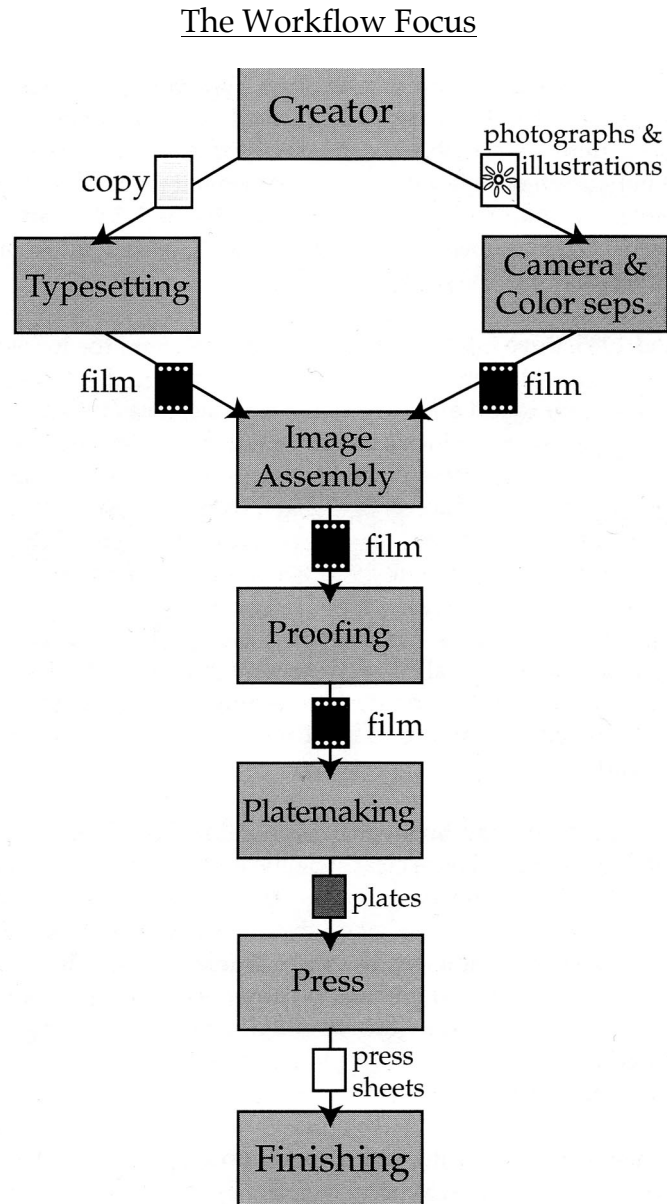 The Workflow Focus
Creator
copy
photographs &
illustrations
Typesetting
Camera &
Color seps.
film
film
Image
Assembly
film
Proofing
film
Platemaking
plates
Press
press
sheets
Finishing